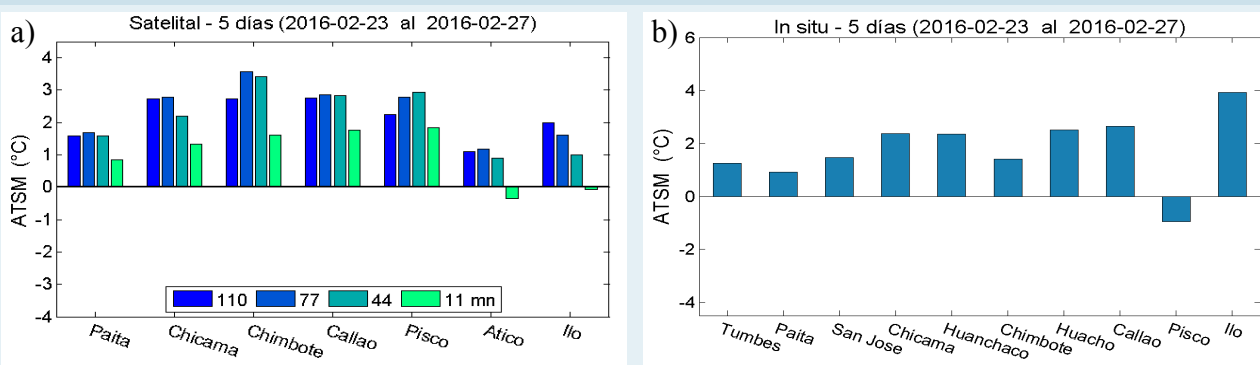 a)
Satelital - 5 días (2016-02-23 al 2016-02-27)
ATSM (°C)
4
3
2
1
0
-1
-2
-3
-4
110 77 44 11 mn
Paita Chicama Chimbote Callao Pisco Atico Ilo
b)
In situ - 5 días (2016-02-23 al 2016-02-27)
ATSM (°C)
6
4
2
0
-2
-4
Tumbes Paita San Jose Chicama Huanchaco Chimbote Huacho Callao Pisco Ilo